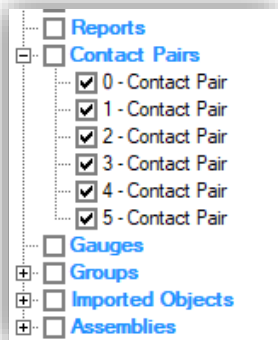 Reports
Contact Pairs
0 - Contact Pair
1 - Contact Pair
2 - Contact Pair
3 - Contact Pair
4 - Contact Pair
5 - Contact Pair
Gauges
Groups
Imported Objects
Assemblies